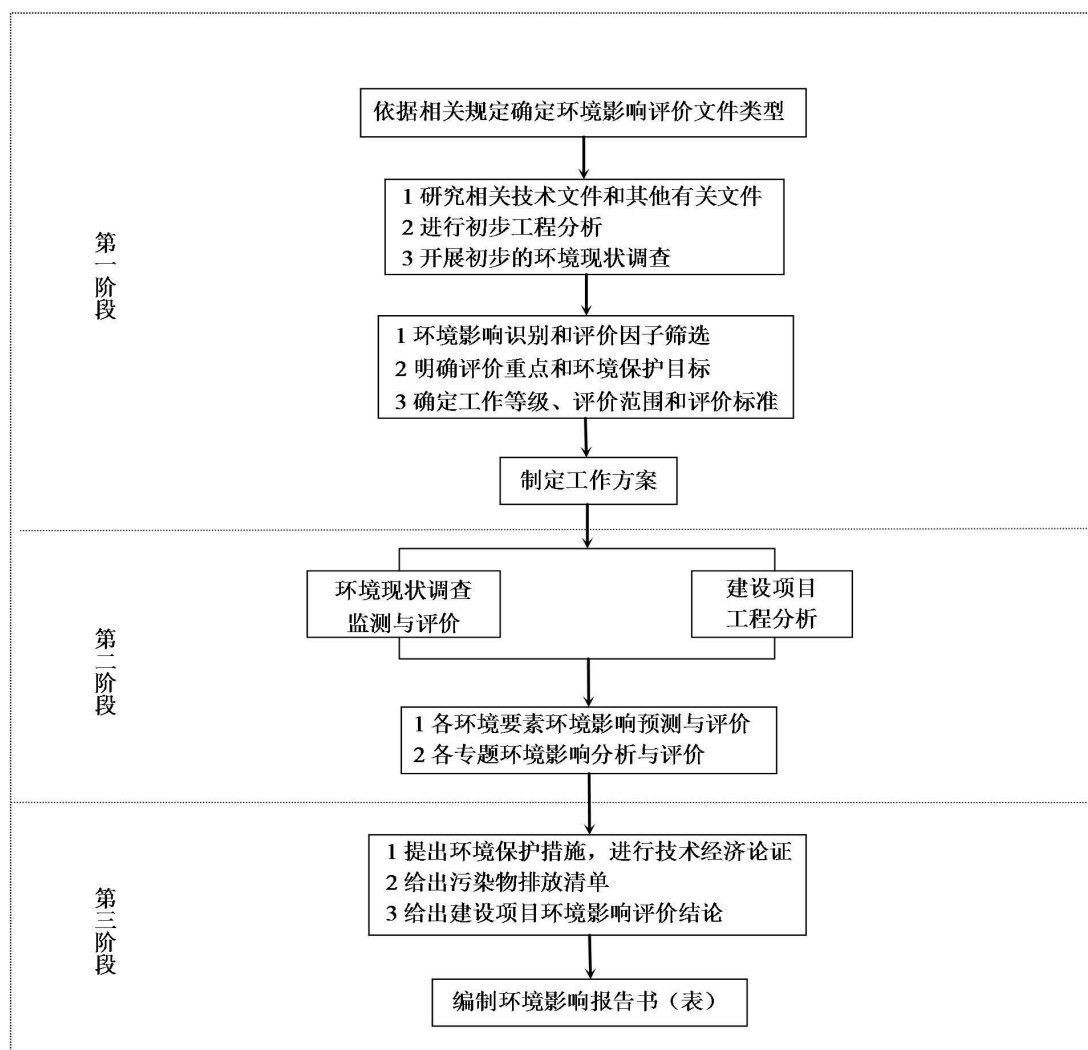 依据相关规定确定环境影响评价文件类型
1 研究相关技术文件和其他有关文件
2 进行初步工程分析
3 开展初步的环境现状调查
第一阶段
1 环境影响识别和评价因子筛选
2 明确评价重点和环境保护目标
3 确定工作等级、评价范围和评价标准
制定工作方案
环境现状调查
监测与评价
建设项目
工程分析
第二阶段
1 各环境要素环境影响预测与评价
2 各专题环境影响分析与评价
1 提出环境保护措施，进行技术经济论证
2 给出污染物排放清单
3 给出建设项目环境影响评价结论
第三阶段
编制环境影响报告书（表）